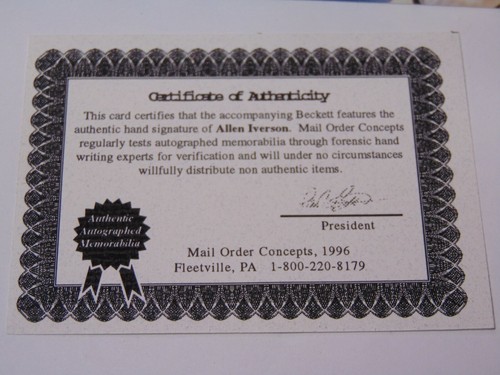 Certificate of Authenticity
This card certifies that the accompanying Beckett features the
authentic hand signature of Allen Iverson. Mail Order Concepts
regularly tests autographed memorabilia through forensic hand
writing experts for verification and will under no circumstances
willfully distribute non authentic items.
President
Authentic
Autographed
Memorabilia
Mail Order Concepts, 1996
Fleetville, PA 1-800-220-8179